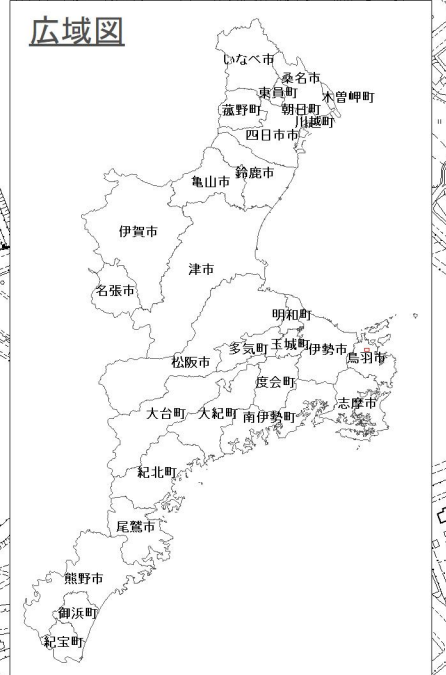 広域図
いなべ市
桑名市
東員町
木曽岬町
菰野町
朝日町
川越町
四日市市
亀山市
鈴鹿市
伊賀市
津市
名張市
明和町
多気町
玉城町
伊勢市
鳥羽市
松阪市
度会町
志摩市
大台町
大紀町
南伊勢町
紀北町
尾鷲市
熊野市
御浜町
紀宝町